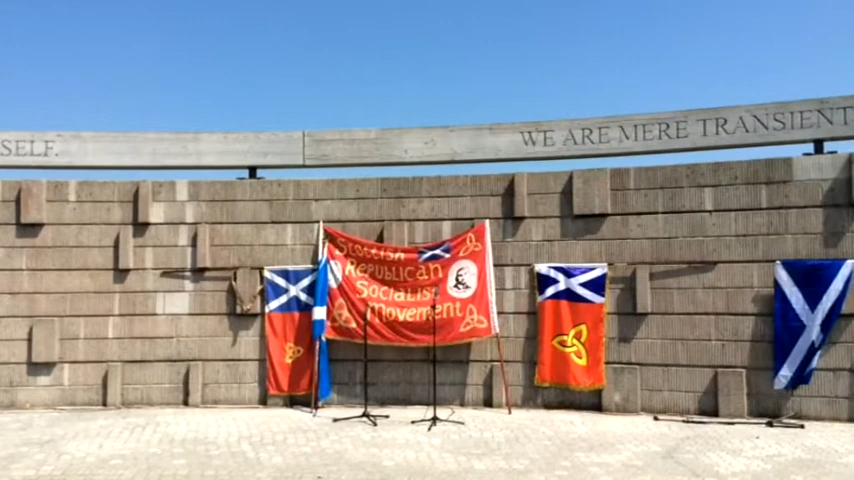 SELF.
WE ARE MERE TRANSIENT
Scottish
Republican
Socialist
Movement